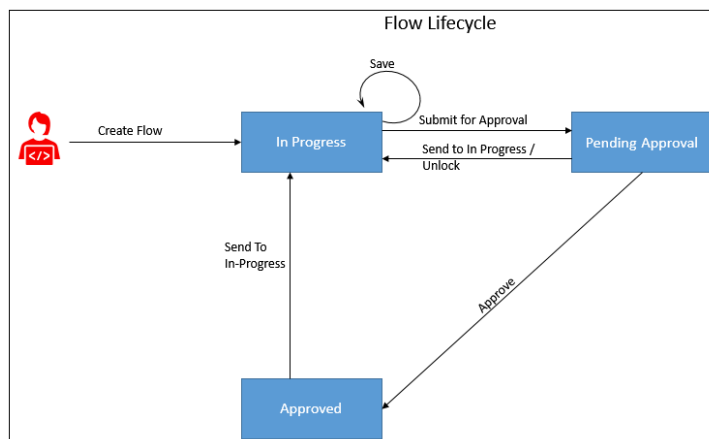 Flow Lifecycle
Save
Create Flow
In Progress
Submit for Approval
Send to In Progress /
Unlock
Pending Approval
Send To
In-Progress
Approve
Approved